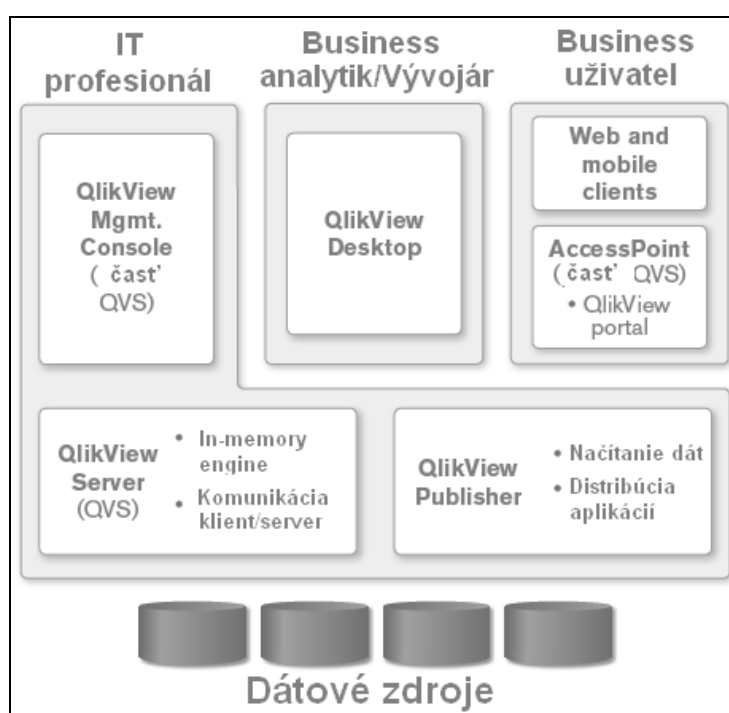 IT
profesionál
Business
analytik/Vývojár
Business
uživatel
QlikView
Mgmt.
Console
( časť
QVS)
QlikView
Desktop
Web and
mobile
clients
AccessPoint
(časť QVS)
• QlikView
portal
QlikView
Server
(QVS)
• In-memory
engine
• Komunikácia
klient/server
QlikView
Publisher
• Načítanie dát
• Distribúcia
aplikácií
Dátové zdroje